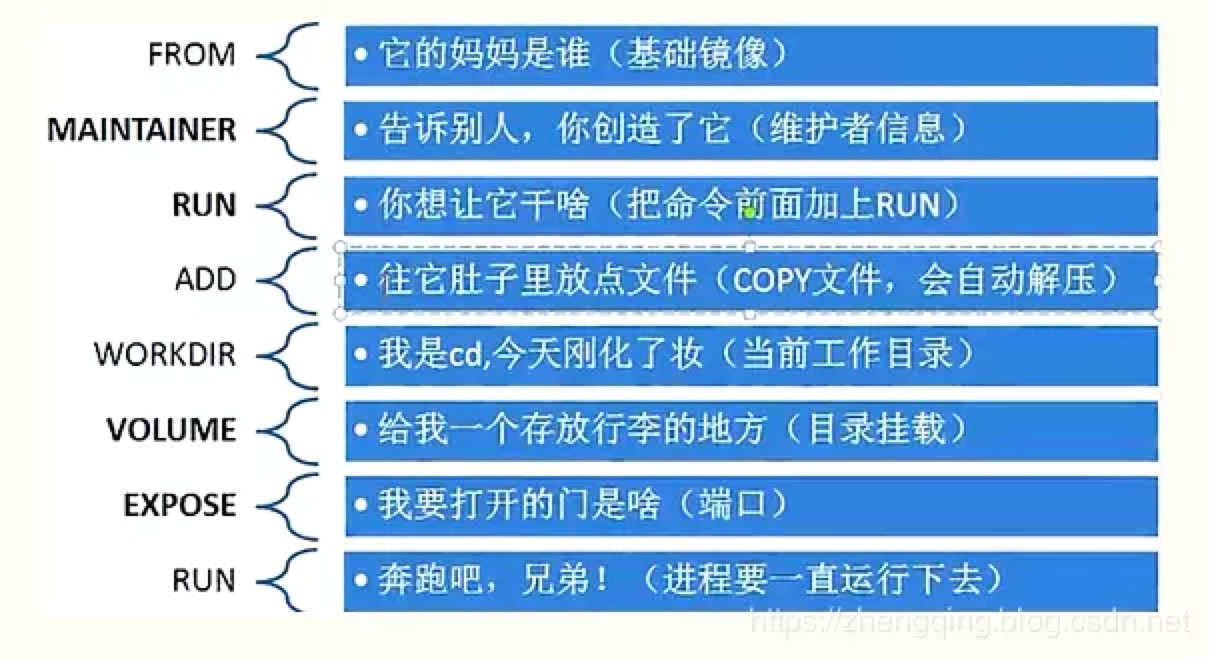 FROM • 它的妈妈是谁（基础镜像）
MAINTAINER • 告诉别人，你创造了它（维护者信息）
RUN • 你想让它干啥（把命令前面加上RUN）
ADD • 往它肚子里放点文件（COPY文件，会自动解压）
WORKDIR • 我是cd,今天刚化了妆（当前工作目录）
VOLUME • 给我一个存放行李的地方（目录挂载）
EXPOSE • 我要打开的门是啥（端口）
RUN • 奔跑吧，兄弟！（进程要一直运行下去）
https://zhengqing.blog.csdn.net